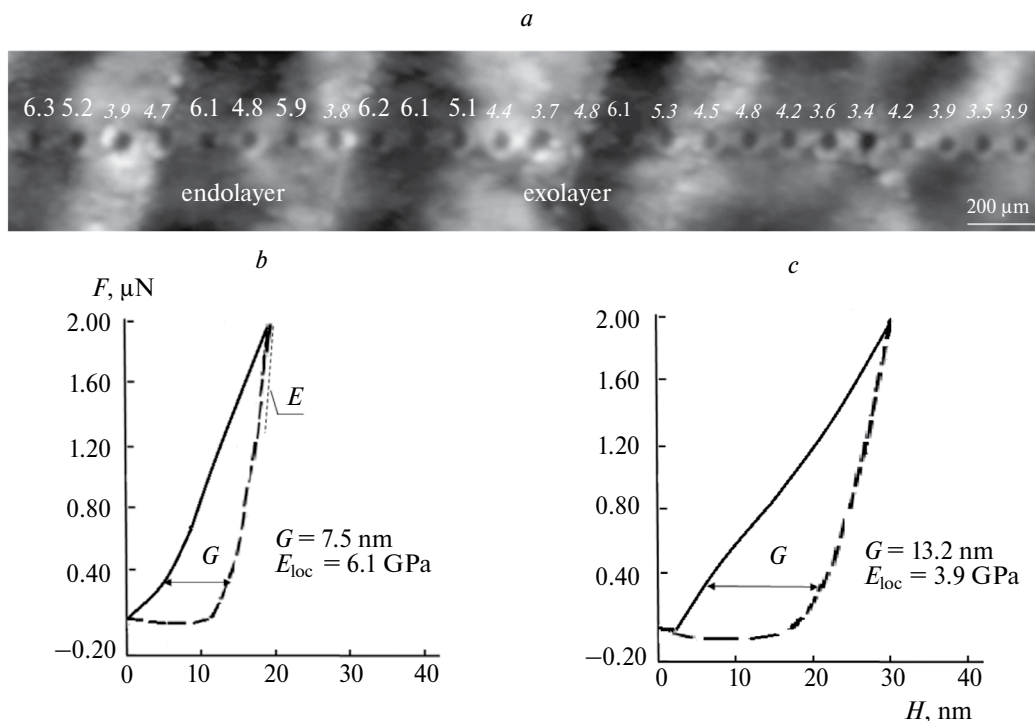 a
6.3 5.2 3.9 4.7 6.1 4.8 5.9 3.8 6.2 6.1 5.1 4.4 3.7 4.8 6.1 5.3 4.5 4.8 4.2 3.6 3.4 4.2 3.9 3.5 3.9
endolayer exolayer
200 µm
b
F, µN
2.00
1.60
1.20
0.80
0.40
−0.20
0 10 20 30 40
E
G
G = 7.5 nm
E_loc = 6.1 GPa
c
2.00
1.60
1.20
0.80
0.40
−0.20
0 10 20 30 40
G
G = 13.2 nm
E_loc = 3.9 GPa
H, nm